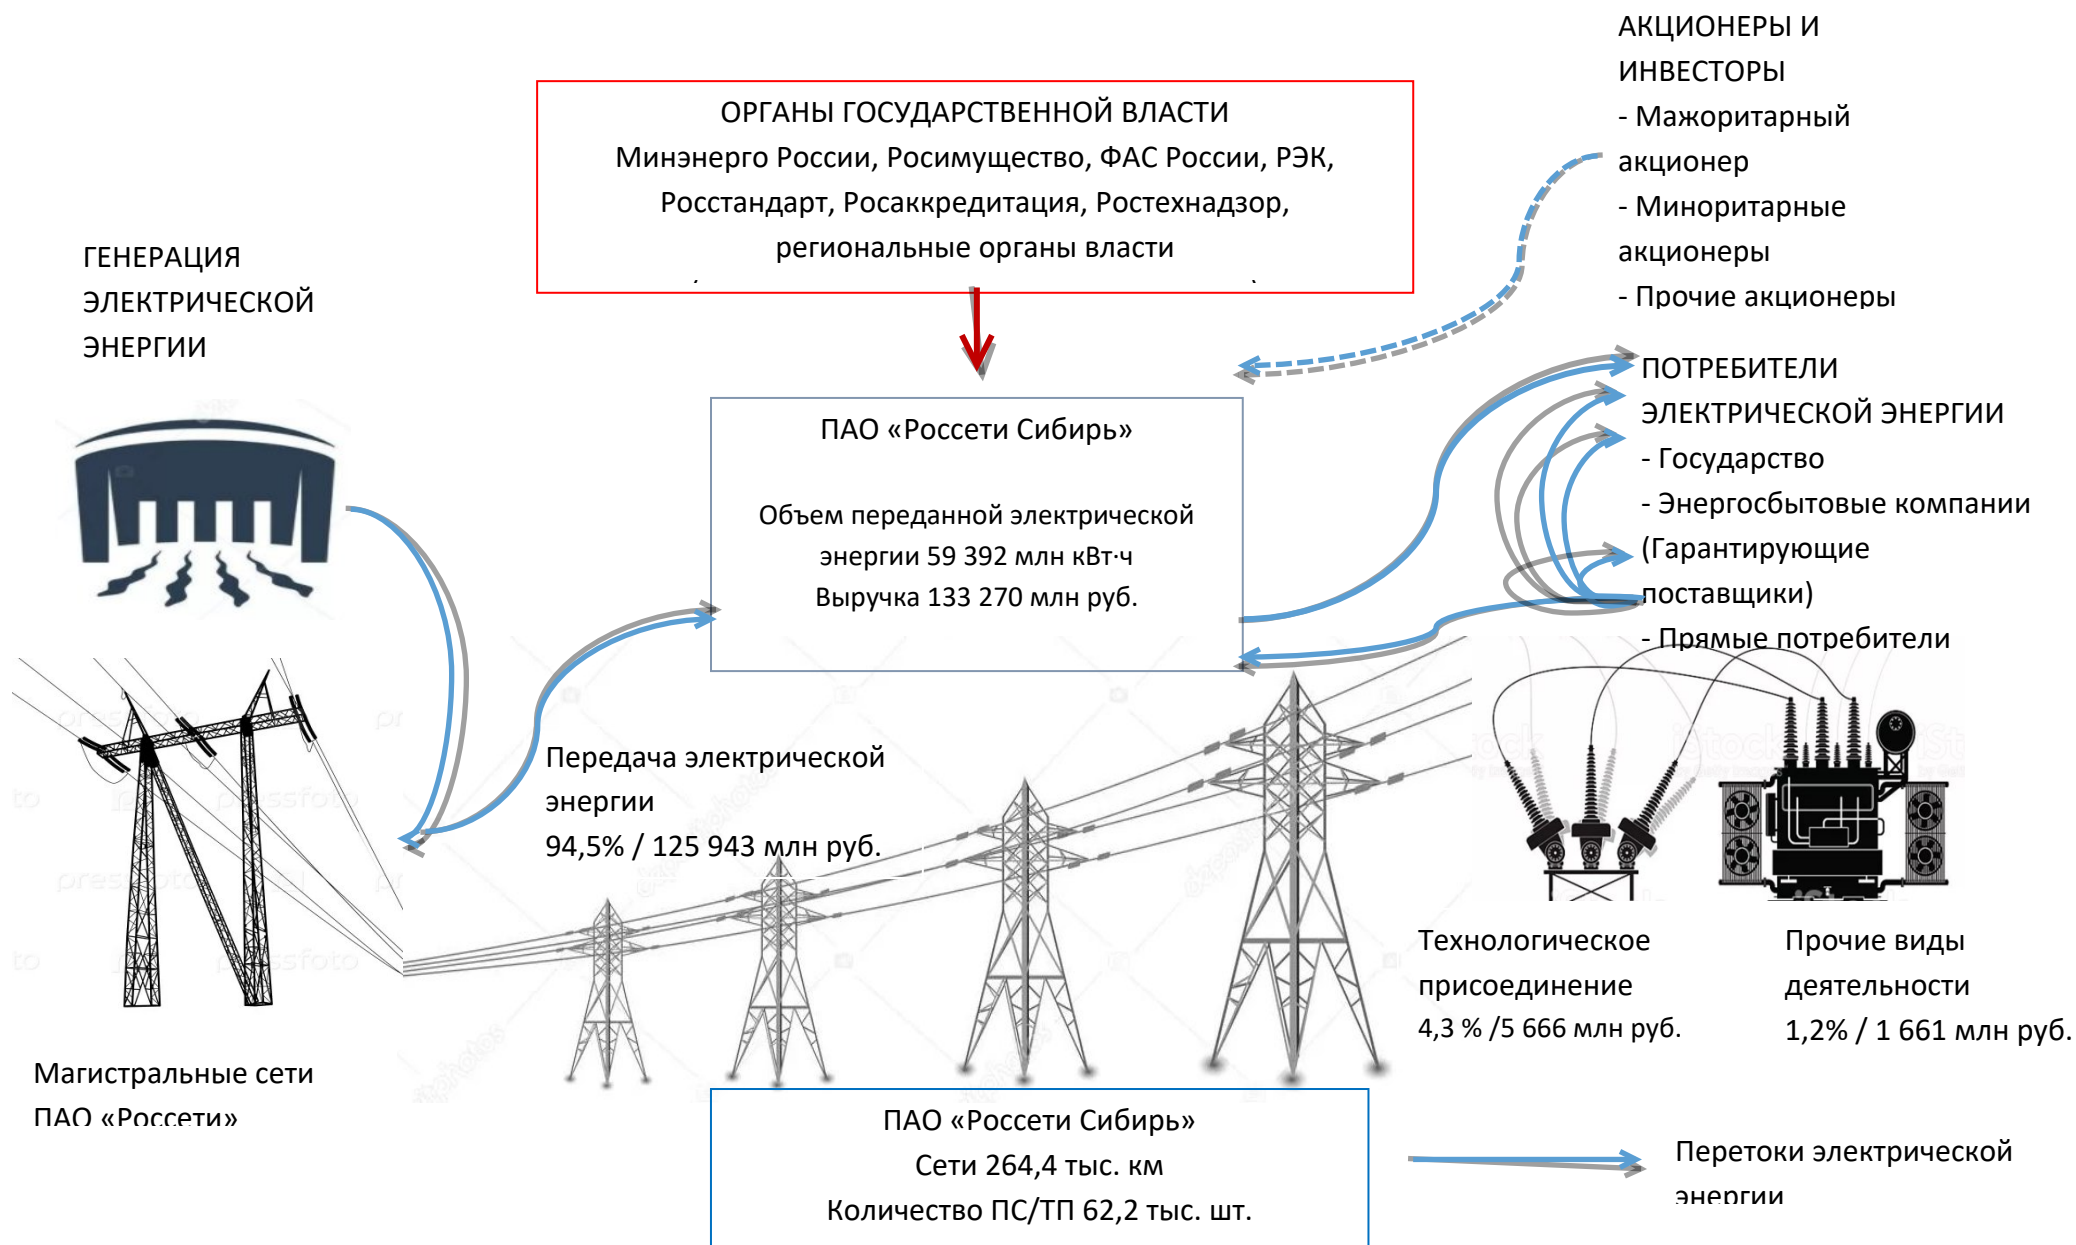 АКЦИОНЕРЫ И
ИНВЕСТОРЫ
- Мажоритарный
акционер
- Миноритарные
акционеры
- Прочие акционеры
ОРГАНЫ ГОСУДАРСТВЕННОЙ ВЛАСТИ
Минэнерго России, Росимущество, ФАС России, РЭК,
Росстандарт, Росаккредитация, Ростехнадзор,
региональные органы власти
ГЕНЕРАЦИЯ
ЭЛЕКТРИЧЕСКОЙ
ЭНЕРГИИ
ПАО «Россети Сибирь»
Объем переданной электрической
энергии 59 392 млн кВт·ч
Выручка 133 270 млн руб.
ПОТРЕБИТЕЛИ
ЭЛЕКТРИЧЕСКОЙ ЭНЕРГИИ
- Государство
- Энергосбытовые компании
(Гарантирующие
поставщики)
- Прямые потребители
Передача электрической
энергии
94,5% / 125 943 млн руб.
Технологическое
присоединение
4,3 % /5 666 млн руб.
Прочие виды
деятельности
1,2% / 1 661 млн руб.
Магистральные сети
ПАО «Россети»
ПАО «Россети Сибирь»
Сети 264,4 тыс. км
Количество ПС/ТП 62,2 тыс. шт.
Перетоки электрической
энергии